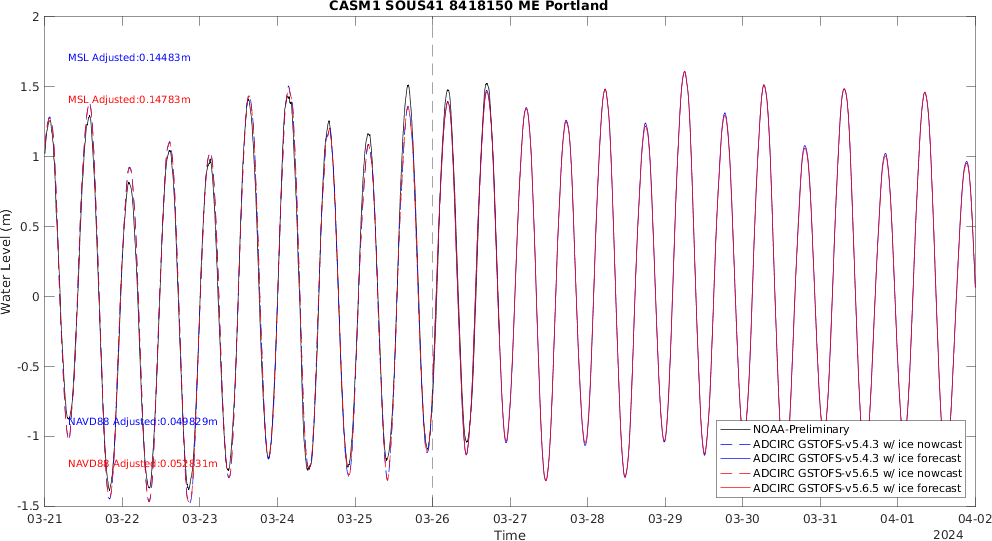 CASM1 SOUS41 8418150 ME Portland
Water Level (m)
2
1.5
1
0.5
0
-0.5
-1
-1.5
MSL Adjusted:0.14483m
MSL Adjusted:0.14783m
NAVD88 Adjusted:0.049829m
NAVD88 Adjusted:0.052831m
NOAA-Preliminary
ADCIRC GSTOFS-v5.4.3 w/ ice nowcast
ADCIRC GSTOFS-v5.4.3 w/ ice forecast
ADCIRC GSTOFS-v5.6.5 w/ ice nowcast
ADCIRC GSTOFS-v5.6.5 w/ ice forecast
03-21 03-22 03-23 03-24 03-25 03-26 03-27 03-28 03-29 03-30 03-31 04-01 04-02
Time
2024